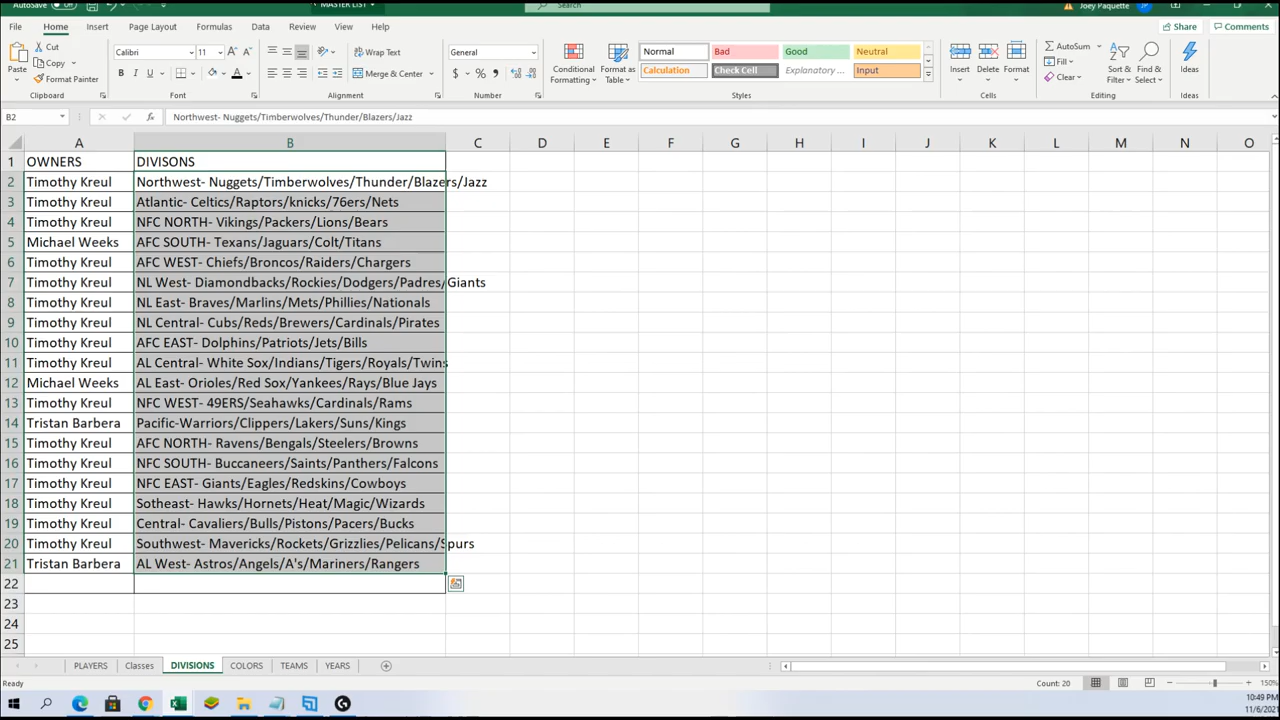 AutoSave Off MASTER LIST Search Joey Paquette
File Home Insert Page Layout Formulas Data Review View Help Share Comments
Cut Calibri 11 Wrap Text General Normal Bad Good Neutral AutoSum
Copy Fill
Format Painter Merge & Center Calculation Check Cell Explanatory ... Input Clear
Paste Conditional Formatting Format as Table Insert Delete Format Sort & Filter Find & Select Ideas
Clipboard Font Alignment Number Styles Cells Editing Ideas
B2 Northwest- Nuggets/Timberwolves/Thunder/Blazers/Jazz
A B C D E F G H I J K L M N O
1 OWNERS DIVISONS
2 Timothy Kreul Northwest- Nuggets/Timberwolves/Thunder/Blazers/Jazz
3 Timothy Kreul Atlantic- Celtics/Raptors/knicks/76ers/Nets
4 Timothy Kreul NFC NORTH- Vikings/Packers/Lions/Bears
5 Michael Weeks AFC SOUTH- Texans/Jaguars/Colt/Titans
6 Timothy Kreul AFC WEST- Chiefs/Broncos/Raiders/Chargers
7 Timothy Kreul NL West- Diamondbacks/Rockies/Dodgers/Padres/Giants
8 Timothy Kreul NL East- Braves/Marlins/Mets/Phillies/Nationals
9 Timothy Kreul NL Central- Cubs/Reds/Brewers/Cardinals/Pirates
10 Timothy Kreul AFC EAST- Dolphins/Patriots/Jets/Bills
11 Timothy Kreul AL Central- White Sox/Indians/Tigers/Royals/Twins
12 Michael Weeks AL East- Orioles/Red Sox/Yankees/Rays/Blue Jays
13 Timothy Kreul NFC WEST- 49ERS/Seahawks/Cardinals/Rams
14 Tristan Barbera Pacific-Warriors/Clippers/Lakers/Suns/Kings
15 Timothy Kreul AFC NORTH- Ravens/Bengals/Steelers/Browns
16 Timothy Kreul NFC SOUTH- Buccaneers/Saints/Panthers/Falcons
17 Timothy Kreul NFC EAST- Giants/Eagles/Redskins/Cowboys
18 Timothy Kreul Sotheast- Hawks/Hornets/Heat/Magic/Wizards
19 Timothy Kreul Central- Cavaliers/Bulls/Pistons/Pacers/Bucks
20 Timothy Kreul Southwest- Mavericks/Rockets/Grizzlies/Pelicans/Spurs
21 Tristan Barbera AL West- Astros/Angels/A's/Mariners/Rangers
22
23
24
25
PLAYERS Classes DIVISIONS COLORS TEAMS YEARS
Ready Count: 20 150%
10:49 PM
11/6/2021